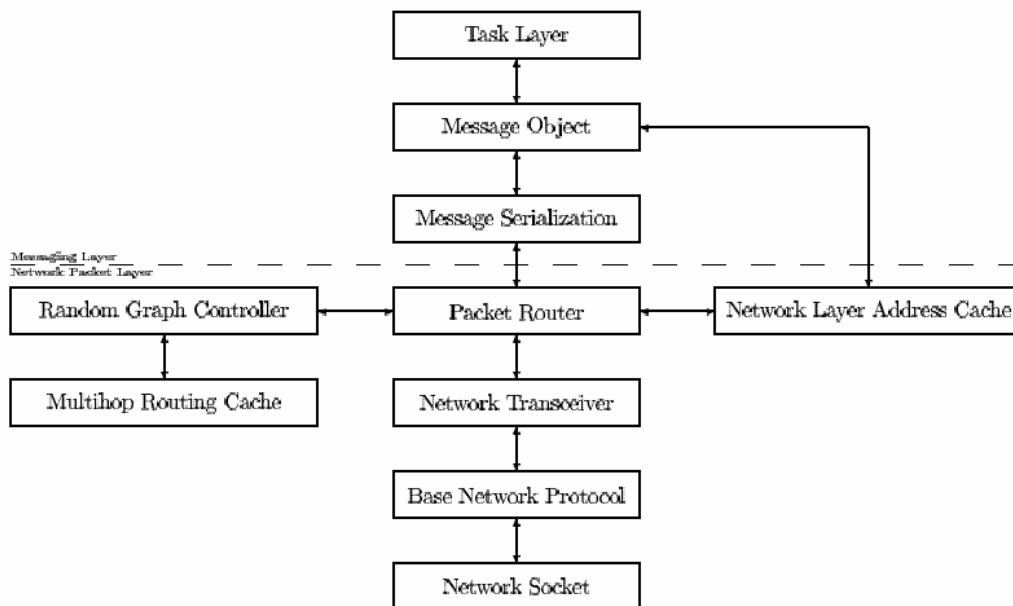 Task Layer
Message Object
Message Serialization
Messaging Layer
Network Packet Layer
Random Graph Controller
Packet Router
Network Layer Address Cache
Multihop Routing Cache
Network Transceiver
Base Network Protocol
Network Socket